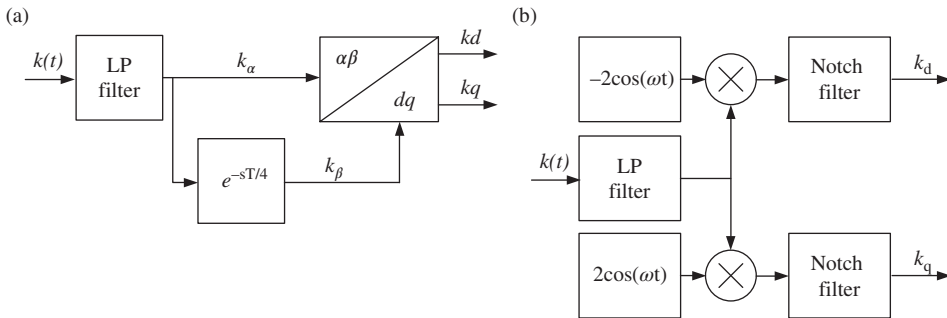 (a)
k(t)
LP
filter
kα
αβ
dq
kd
kq
e–sT/4
kβ
(b)
–2cos(ωt)
Notch
filter
kd
k(t)
LP
filter
2cos(ωt)
Notch
filter
kq